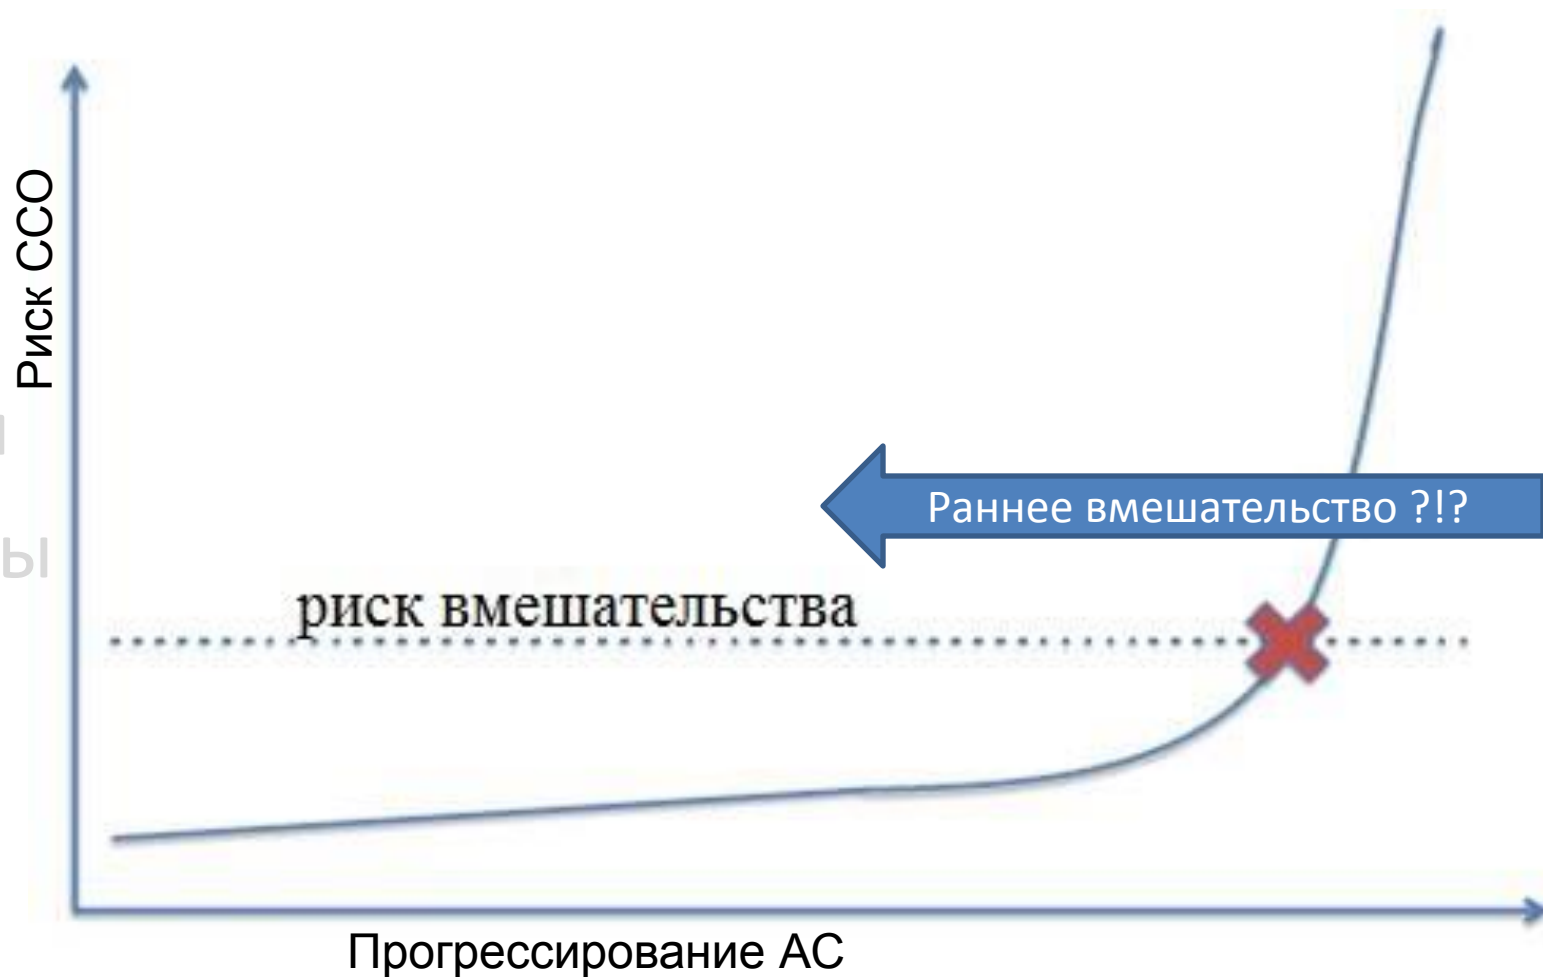 Риск ССО
ы
Раннее вмешательство ?!?
риск вмешательства
Прогрессирование АС